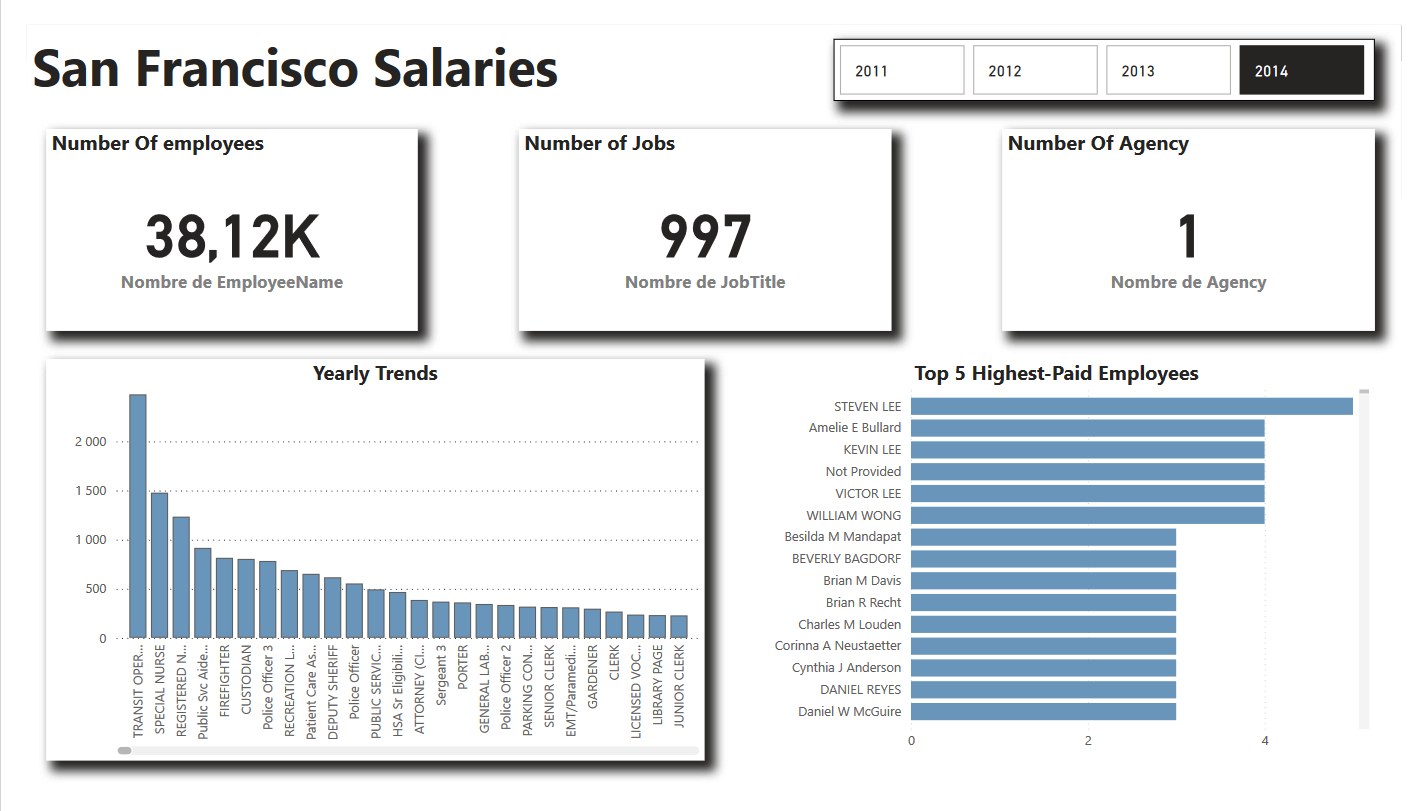 San Francisco Salaries
2011
2012
2013
2014
Number Of employees
38,12K
Nombre de EmployeeName
Number of Jobs
997
Nombre de JobTitle
Number Of Agency
1
Nombre de Agency
Yearly Trends
2 000
1 500
1 000
500
0
TRANSIT OPER...
SPECIAL NURSE
REGISTERED N...
Public Svc Aide...
FIREFIGHTER
CUSTODIAN
Police Officer 3
RECREATION L...
Patient Care As...
DEPUTY SHERIFF
Police Officer
PUBLIC SERVIC...
HSA Sr Eligibili...
ATTORNEY (Cl...
Sergeant 3
PORTER
GENERAL LAB...
Police Officer 2
PARKING CON...
SENIOR CLERK
EMT/Paramedi...
GARDENER
CLERK
LICENSED VOC...
LIBRARY PAGE
JUNIOR CLERK
Top 5 Highest-Paid Employees
STEVEN LEE
Amelie E Bullard
KEVIN LEE
Not Provided
VICTOR LEE
WILLIAM WONG
Besilda M Mandapat
BEVERLY BAGDORF
Brian M Davis
Brian R Recht
Charles M Louden
Corinna A Neustaetter
Cynthia J Anderson
DANIEL REYES
Daniel W McGuire
0
2
4